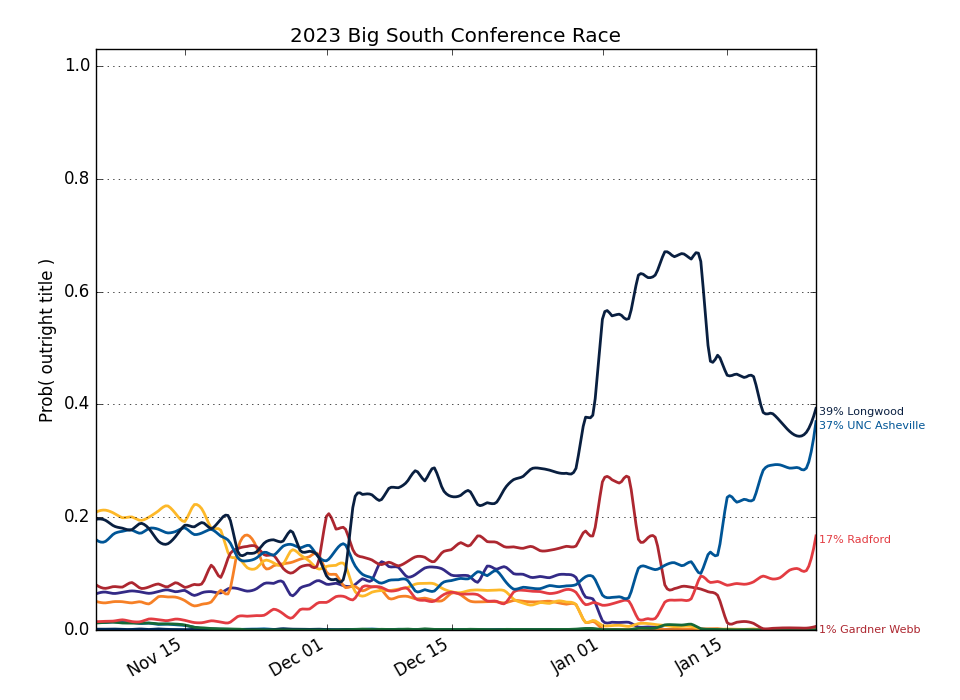 2023 Big South Conference Race
Prob( outright title )
1.0
0.8
0.6
0.4
0.2
0.0
39% Longwood
37% UNC Asheville
17% Radford
1% Gardner Webb
Nov 15
Dec 01
Dec 15
Jan 01
Jan 15